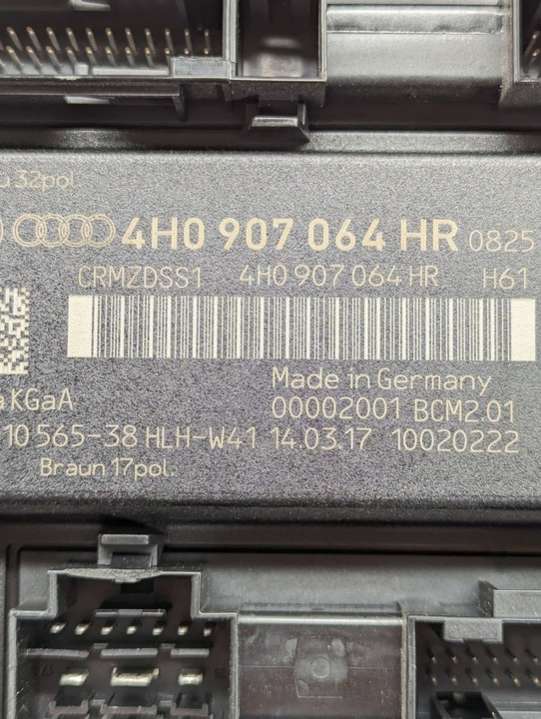 32pol.
4H0 907 064 HR 0825
CRMZDSS1 4H0 907 064 HR H61
Made in Germany
KGaA 00002001 BCM2.01
10 565-38 HLH-W41 14.03.17 10020222
Braun 17pol.